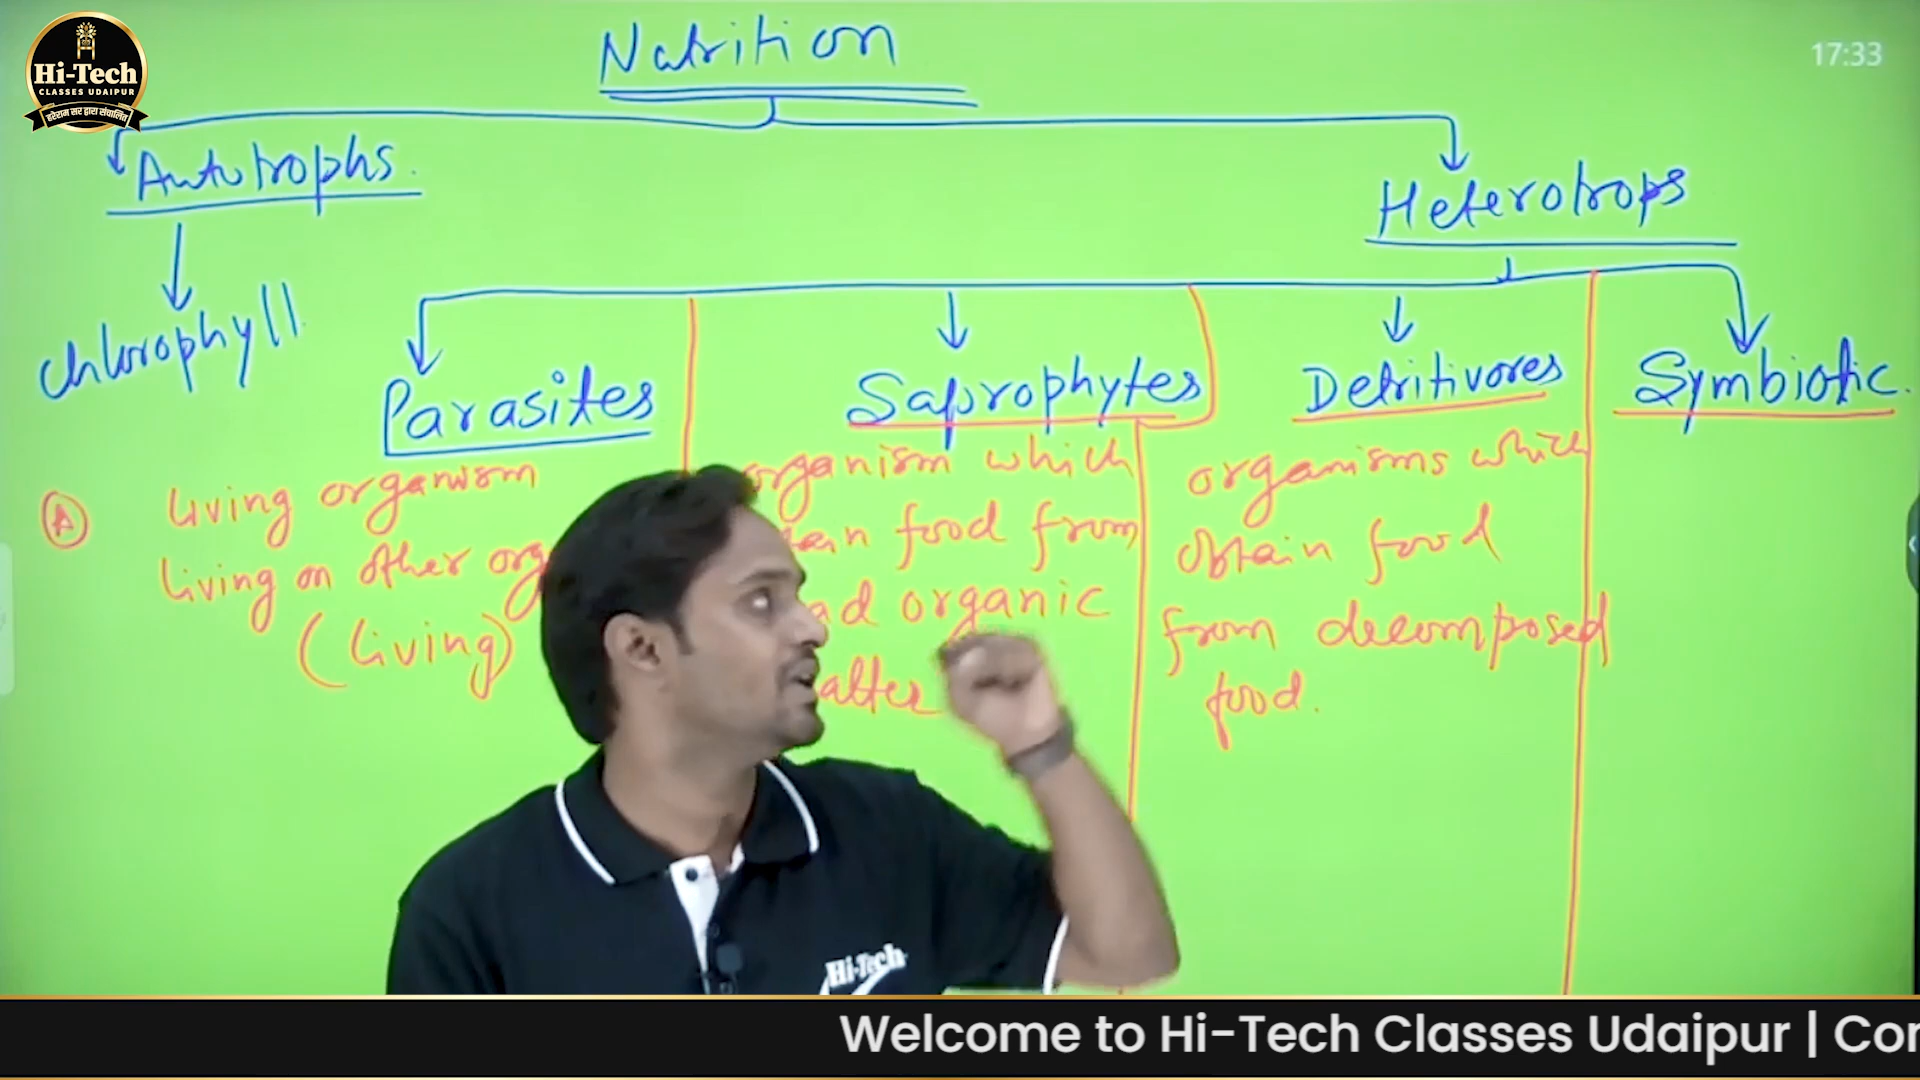 Hi-Tech
CLASSES UDAIPUR
हरेराम सर द्वारा संचालित
17:33
Nutrition
Autotrophs.
Heterotrops
chlorophyll
Parasites
Saprophytes
Detritivores
Symbiotic.
A
living organism
living on other
(living)
organism which
food from
organic
organisms which
obtain food
from decomposed
food.
Hi-Tech
Welcome to Hi-Tech Classes Udaipur |